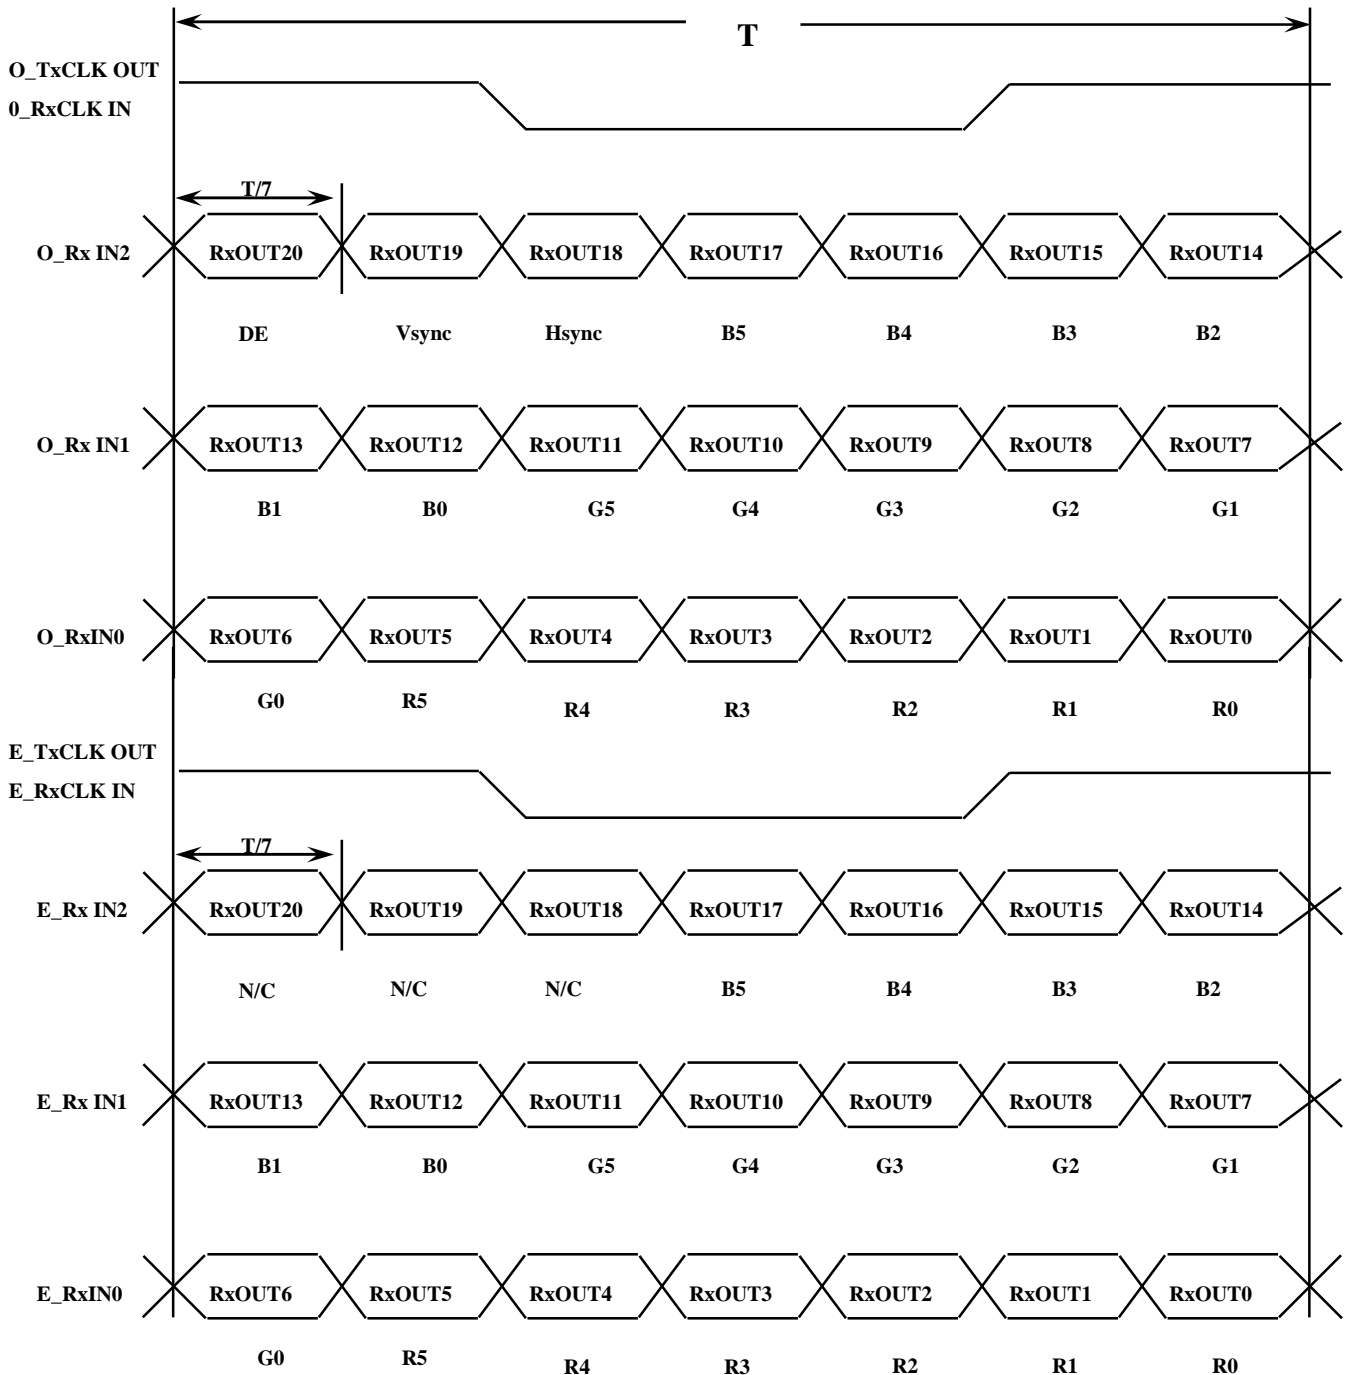 T
O_TxCLK OUT
0_RxCLK IN
T/7
O_Rx IN2 RxOUT20 RxOUT19 RxOUT18 RxOUT17 RxOUT16 RxOUT15 RxOUT14
DE Vsync Hsync B5 B4 B3 B2
O_Rx IN1 RxOUT13 RxOUT12 RxOUT11 RxOUT10 RxOUT9 RxOUT8 RxOUT7
B1 B0 G5 G4 G3 G2 G1
O_RxIN0 RxOUT6 RxOUT5 RxOUT4 RxOUT3 RxOUT2 RxOUT1 RxOUT0
G0 R5 R4 R3 R2 R1 R0
E_TxCLK OUT
E_RxCLK IN
T/7
E_Rx IN2 RxOUT20 RxOUT19 RxOUT18 RxOUT17 RxOUT16 RxOUT15 RxOUT14
N/C N/C N/C B5 B4 B3 B2
E_Rx IN1 RxOUT13 RxOUT12 RxOUT11 RxOUT10 RxOUT9 RxOUT8 RxOUT7
B1 B0 G5 G4 G3 G2 G1
E_RxIN0 RxOUT6 RxOUT5 RxOUT4 RxOUT3 RxOUT2 RxOUT1 RxOUT0
G0 R5 R4 R3 R2 R1 R0